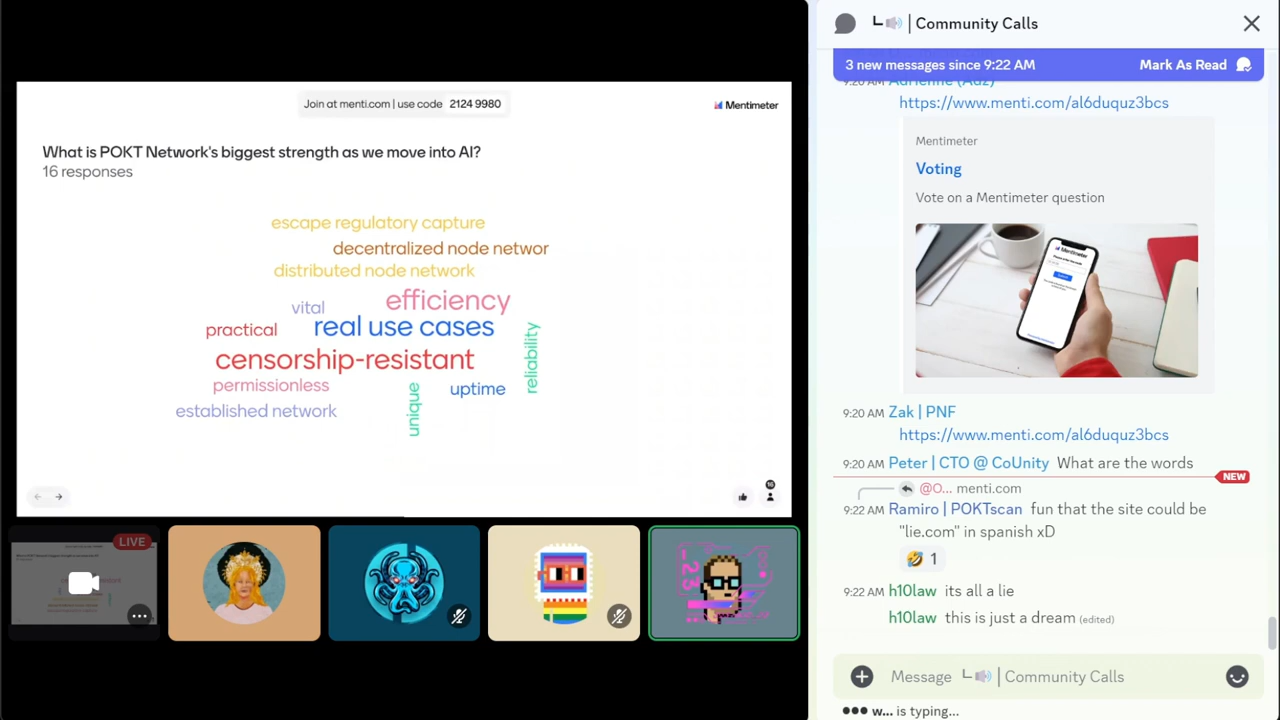 Join at menti.com | use code 2124 9980
Mentimeter
What is POKT Network's biggest strength as we move into AI?
16 responses
escape regulatory capture
decentralized node networ
distributed node network
efficiency
vital
real use cases
practical
reliability
censorship-resistant
permissionless
unique
uptime
established network
16
LIVE
Community Calls
3 new messages since 9:22 AM
Mark As Read
9:20 AM Adrienne (Adz)
https://www.menti.com/al6duquz3bcs
Mentimeter
Voting
Vote on a Mentimeter question
9:20 AM Zak | PNF
https://www.menti.com/al6duquz3bcs
9:20 AM Peter | CTO @ CoUnity What are the words
NEW
@O... menti.com
9:22 AM Ramiro | POKTscan fun that the site could be
"lie.com" in spanish xD
🤣 1
9:22 AM h10law its all a lie
h10law this is just a dream (edited)
Message Community Calls
w... is typing...